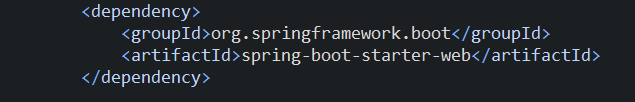 <dependency>
<groupId>org.springframework.boot</groupId>
<artifactId>spring-boot-starter-web</artifactId>
</dependency>